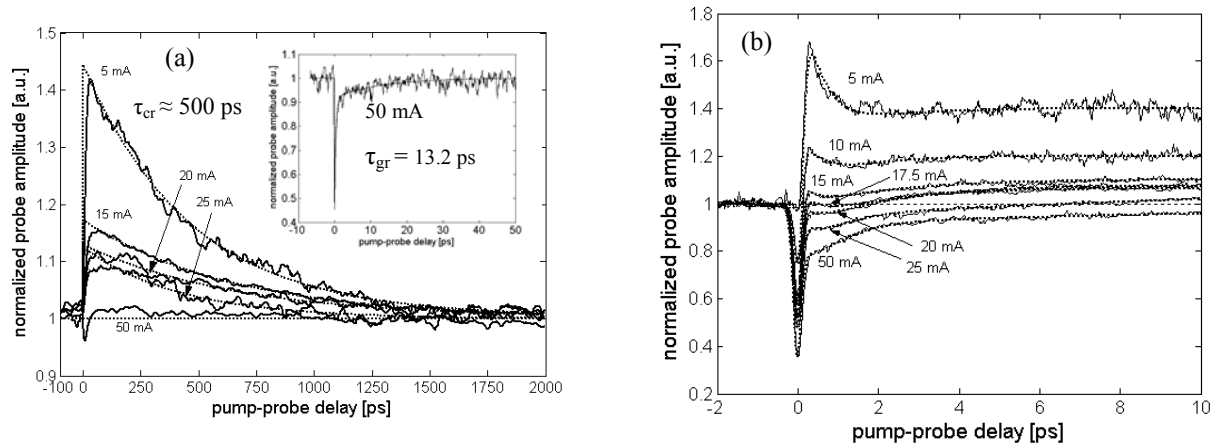 (a)
normalized probe amplitude [a.u.]
1.5
1.4
1.3
1.2
1.1
1
0.9
5 mA
τcr ≈ 500 ps
20 mA
25 mA
15 mA
50 mA
-100 0 250 500 750 1000 1250 1500 1750 2000
pump-probe delay [ps]
normalized probe amplitude [a.u.]
1.1
1
0.9
0.8
0.7
0.6
0.5
0.4
50 mA
τgr = 13.2 ps
-10 0 10 20 30 40 50
pump-probe delay [ps]
(b)
normalized probe amplitude [a.u.]
1.8
1.6
1.4
1.2
1
0.8
0.6
0.4
0.2
5 mA
10 mA
15 mA
17.5 mA
20 mA
25 mA
50 mA
-2 0 2 4 6 8 10
pump-probe delay [ps]